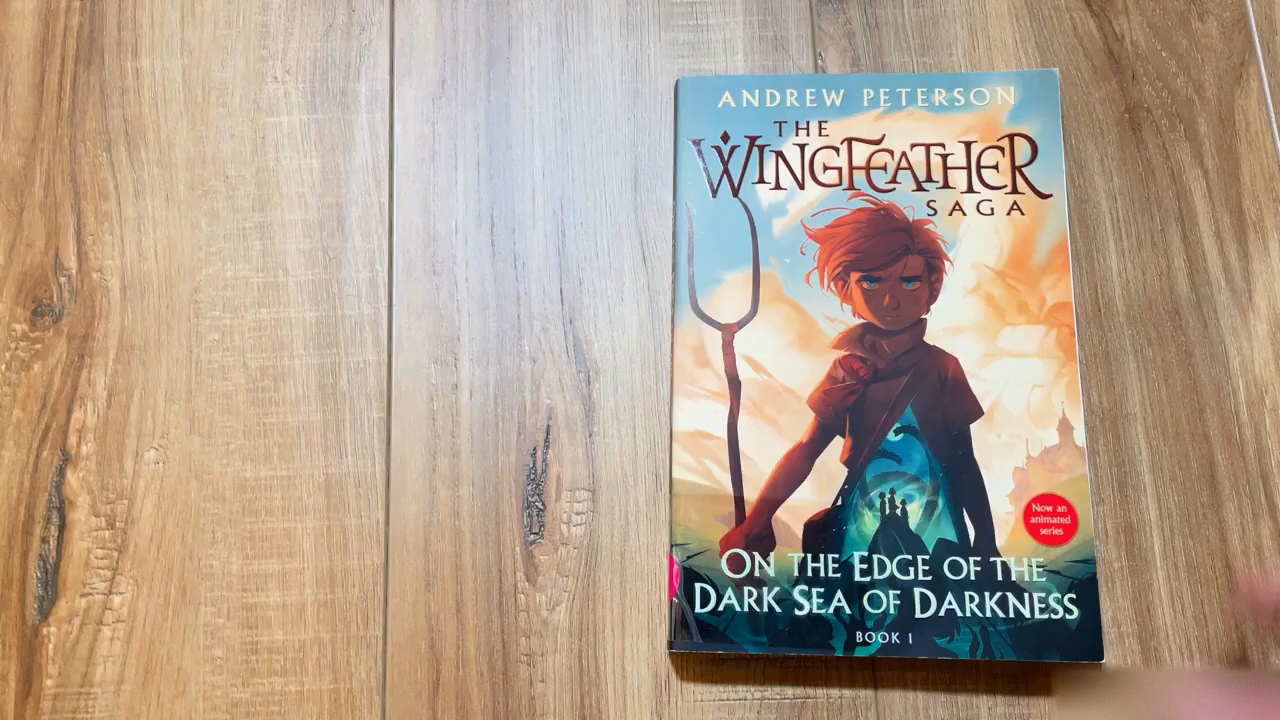 ANDREW PETERSON
THE
WINGFEATHER
SAGA
Now an
animated
series
ON THE EDGE OF THE
DARK SEA OF DARKNESS
BOOK 1